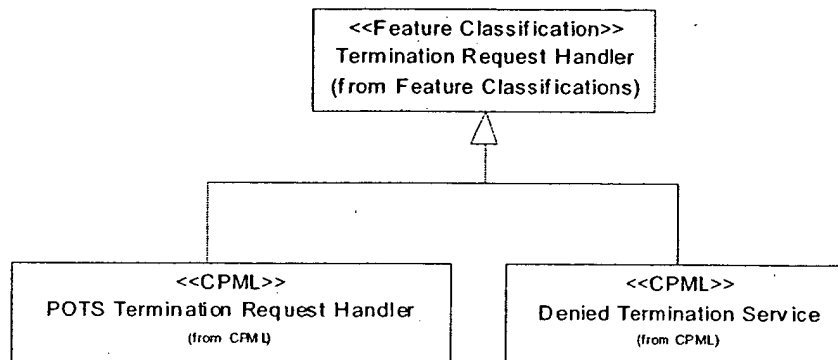 <<Feature Classification>>
Termination Request Handler
(from Feature Classifications)
<<CPML>>
POTS Termination Request Handler
(from CPML)
<<CPML>>
Denied Termination Service
(from CPML)